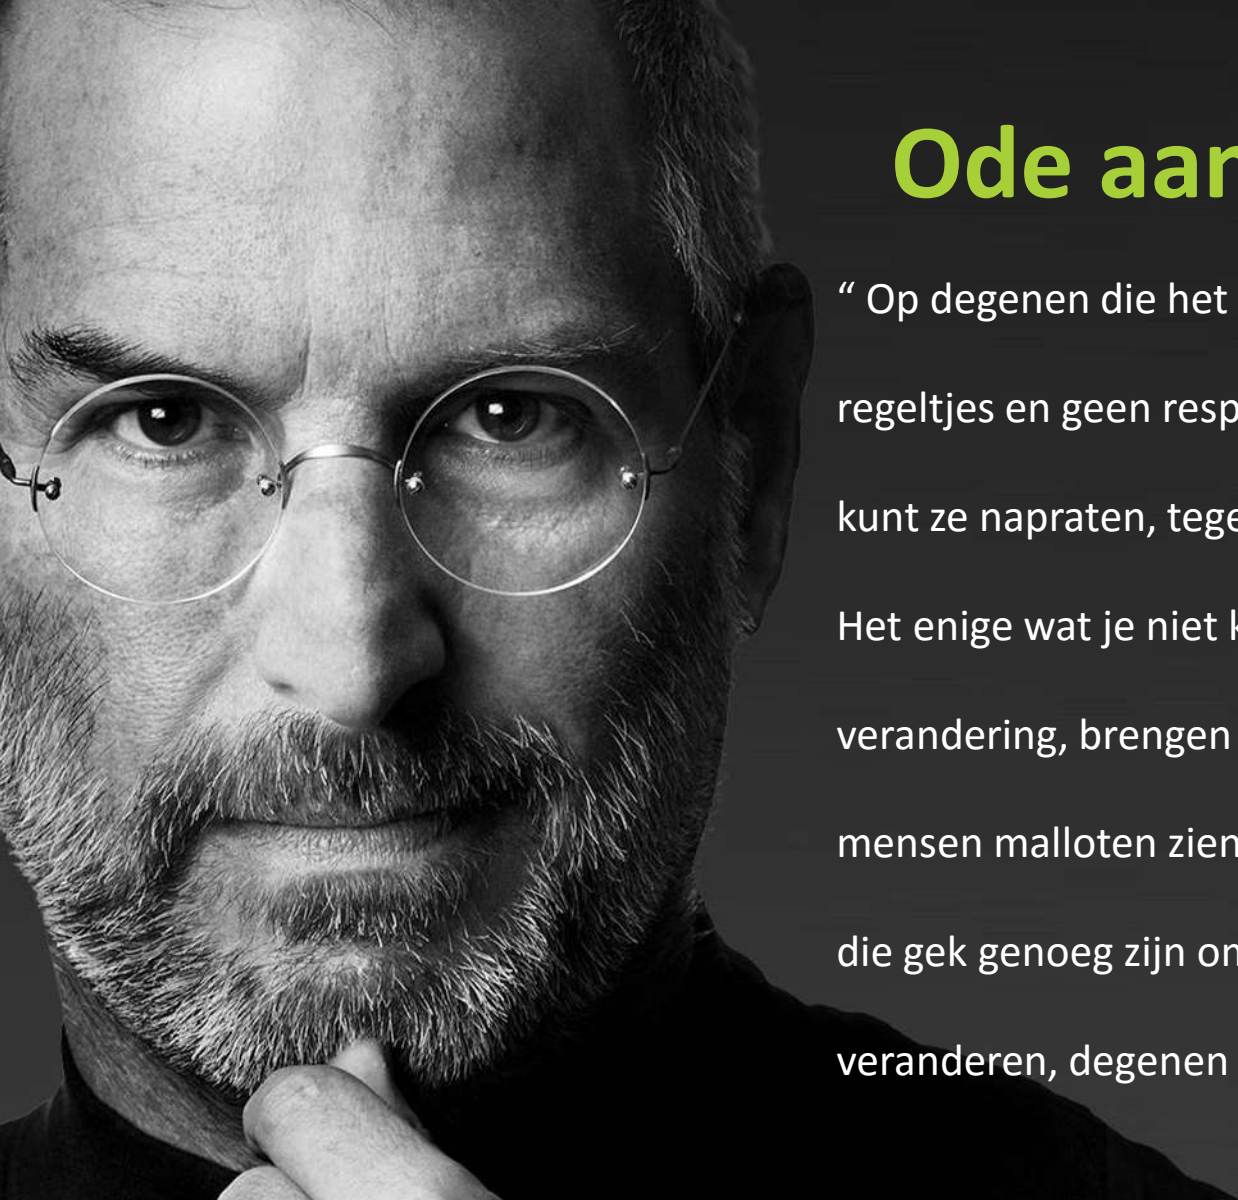 Ode aan
“ Op degenen die het
regeltjes en geen resp
kunt ze napraten, tege
Het enige wat je niet k
verandering, brengen
mensen malloten zien
die gek genoeg zijn om
veranderen, degenen